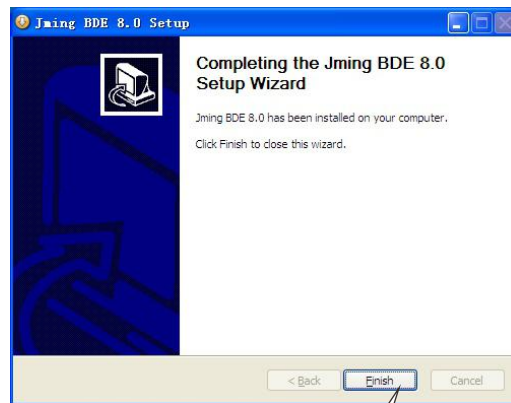 Jming BDE 8.0 Setup
Completing the Jming BDE 8.0
Setup Wizard
Jming BDE 8.0 has been installed on your computer.
Click Finish to close this wizard.
< Back
Finish
Cancel